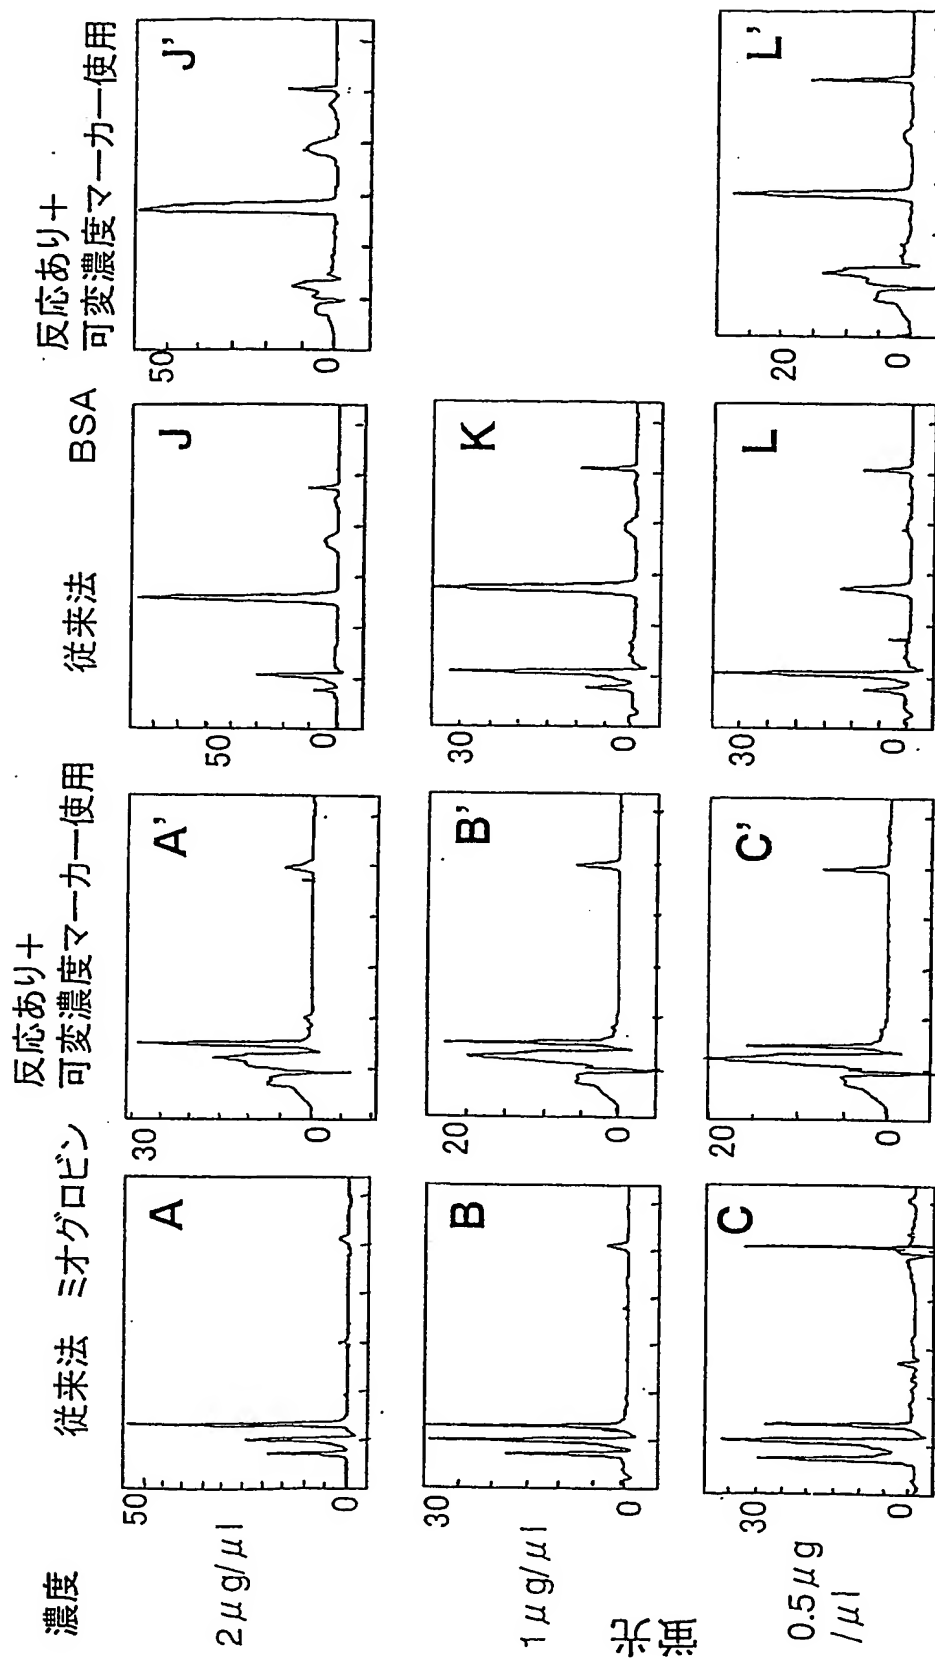 濃度
従来法
ミオグロビン
反応あり+
可変濃度マーカー使用
従来法
BSA
反応あり+
可変濃度マーカー使用
2μg/μl
50
0
A
30
0
A'
50
0
J
50
0
J'
1μg/μl
30
0
B
20
0
B'
30
0
K
蛍光
0.5μg
/μl
30
0
C
20
0
C'
30
0
L
20
0
L'